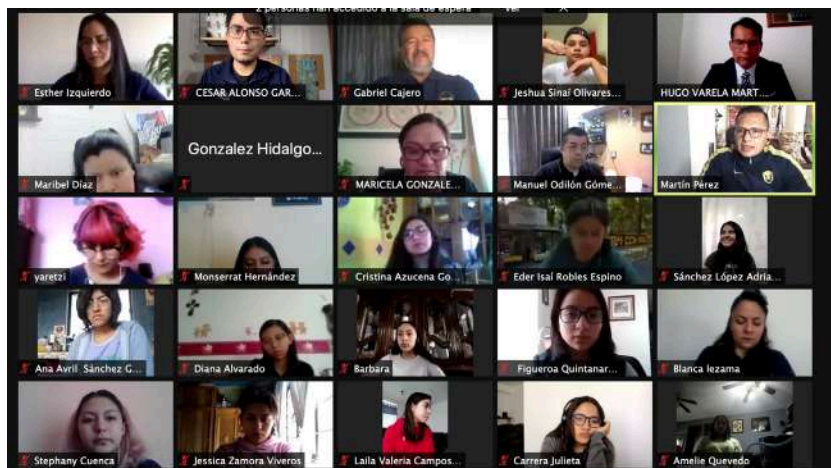 2 personas han accedido a la sala de espera Ver
Esther Izquierdo
CESAR ALONSO GAR...
Gabriel Cajero
Jeshua Sinaí Olivares...
HUGO VARELA MART...
Maribel Díaz
Gonzalez Hidalgo...
MARICELA GONZALE...
Manuel Odilón Góme...
Martín Pérez
yaretzi
Monserrat Hernández
Cristina Azucena Go...
Eder Isaí Robles Espino
Sánchez López Adria...
Ana Avril Sánchez G...
Diana Alvarado
Barbara
Figueroa Quintanar...
Blanca lezama
Stephany Cuenca
Jessica Zamora Viveros
Laila Valeria Campos...
Carrera Julieta
Amelie Quevedo